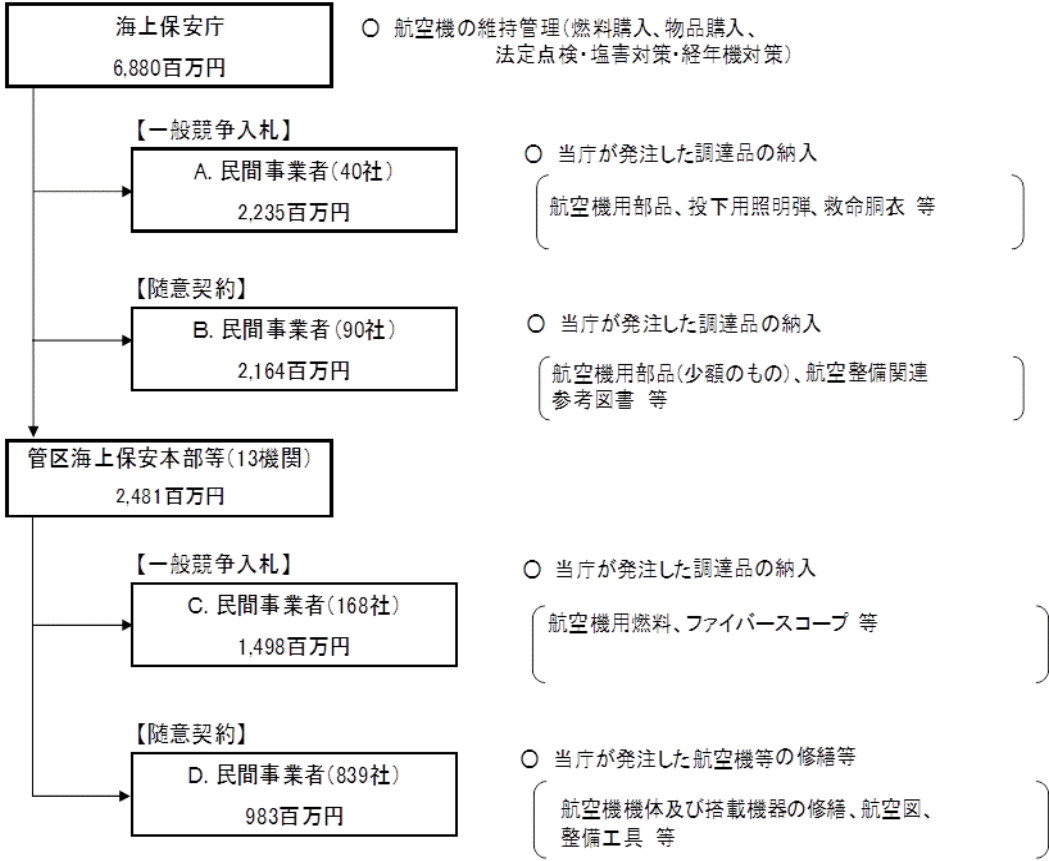 海上保安庁
6,880百万円
○ 航空機の維持管理(燃料購入、物品購入、
法定点検・塩害対策・経年機対策)
【一般競争入札】
A. 民間事業者(40社)
2,235百万円
○ 当庁が発注した調達品の納入
航空機用部品、投下用照明弾、救命胴衣 等
【随意契約】
B. 民間事業者(90社)
2,164百万円
○ 当庁が発注した調達品の納入
航空機用部品(少額のもの)、航空整備関連
参考図書 等
管区海上保安本部等(13機関)
2,481百万円
【一般競争入札】
C. 民間事業者(168社)
1,498百万円
○ 当庁が発注した調達品の納入
航空機用燃料、ファイバースコープ 等
【随意契約】
D. 民間事業者(839社)
983百万円
○ 当庁が発注した航空機等の修繕等
航空機機体及び搭載機器の修繕、航空図、
整備工具 等